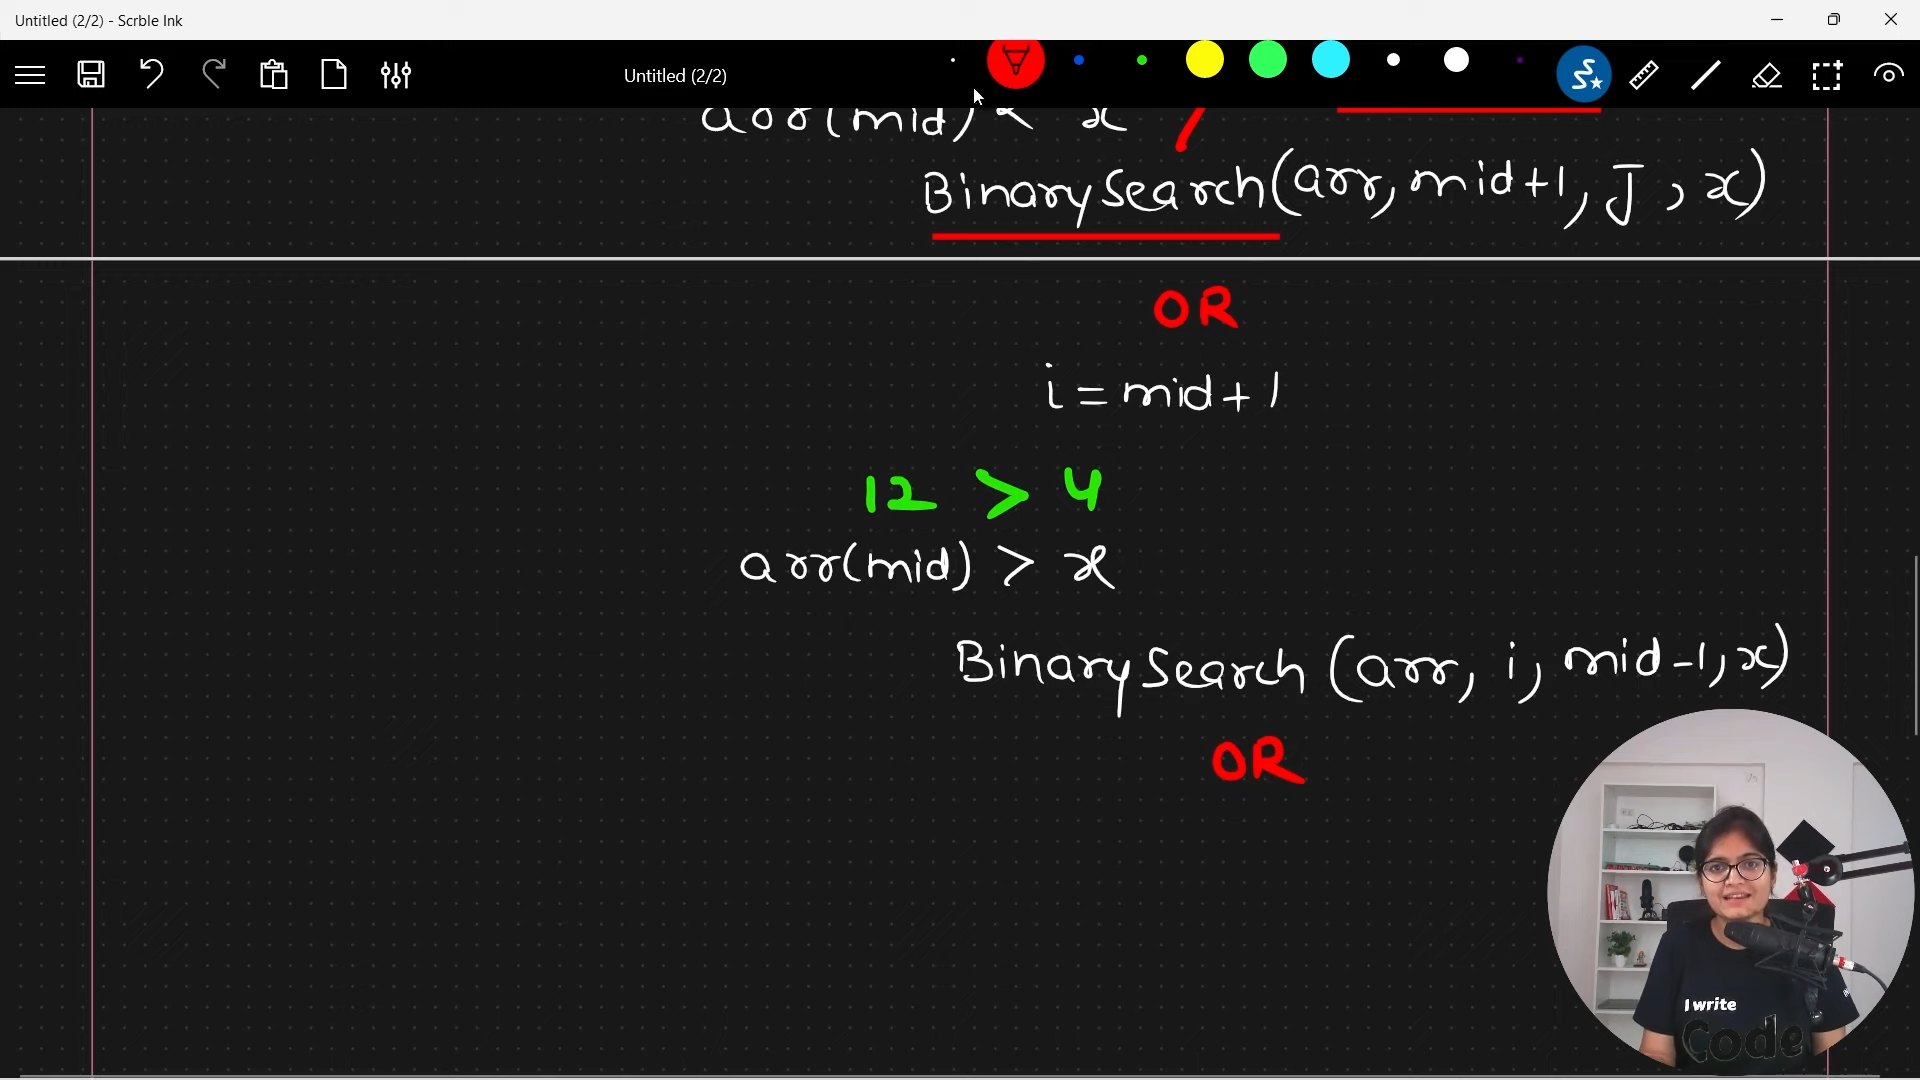 Untitled (2/2) - Scrble Ink
Untitled (2/2)
arr(mid) < x
BinarySearch(arr, mid+1, J, x)
OR
i = mid + 1
12 > 4
arr(mid) > x
BinarySearch (arr, i, mid-1, x)
OR
I write
Code